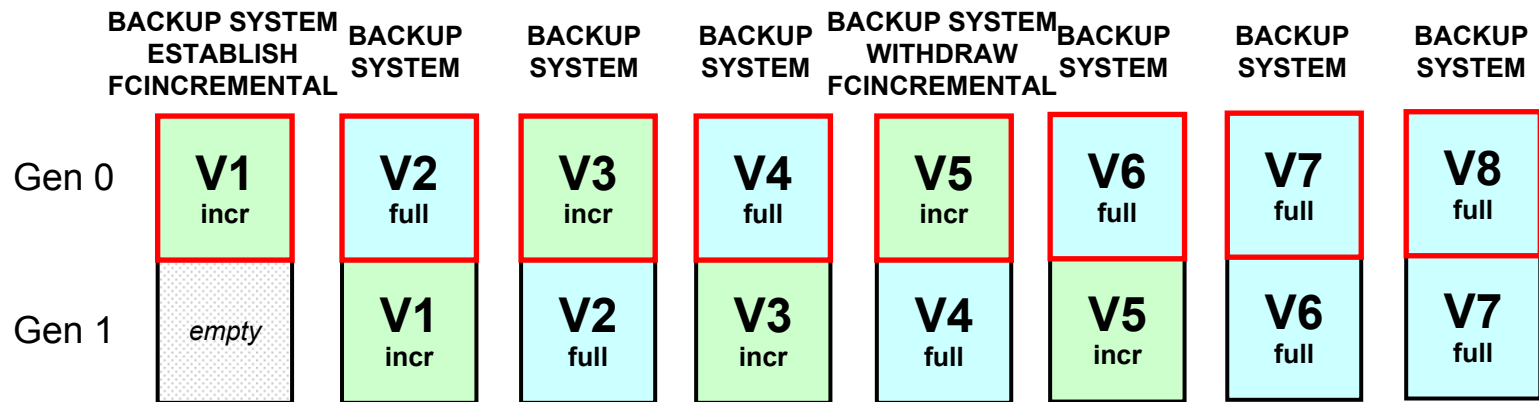 BACKUP SYSTEM
ESTABLISH
FCINCREMENTAL
BACKUP
SYSTEM
BACKUP
SYSTEM
BACKUP
SYSTEM
BACKUP SYSTEM
WITHDRAW
FCINCREMENTAL
BACKUP
SYSTEM
BACKUP
SYSTEM
BACKUP
SYSTEM
Gen 0
V1
incr
V2
full
V3
incr
V4
full
V5
incr
V6
full
V7
full
V8
full
Gen 1
empty
V1
incr
V2
full
V3
incr
V4
full
V5
incr
V6
full
V7
full